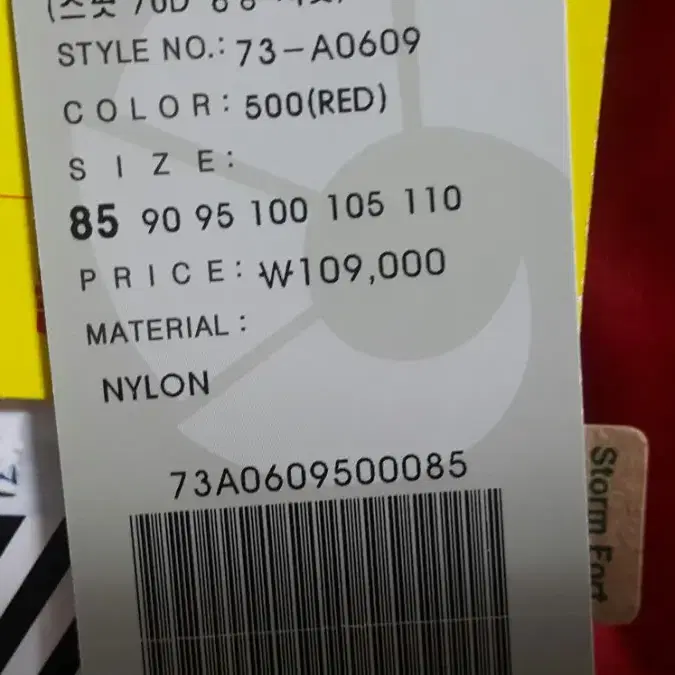 STYLE NO.: 73-A0609
COLOR: 500(RED)
SIZE:
85 90 95 100 105 110
PRICE: ₩109,000
MATERIAL:
NYLON
73A0609500085
Storm Fort